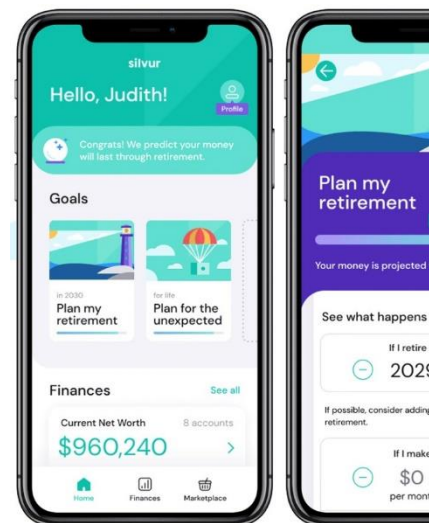 silvur
Hello, Judith!
Profile
Congrats! We predict your money
will last through retirement.
Goals
in 2030
Plan my
retirement
for life
Plan for the
unexpected
Finances
See all
Current Net Worth
8 accounts
$960,240
Home
Finances
Marketplace
Plan my
retirement
Your money is projected
See what happens
If I retire
2029
If possible, consider adding
retirement.
If I make
$0
per mont